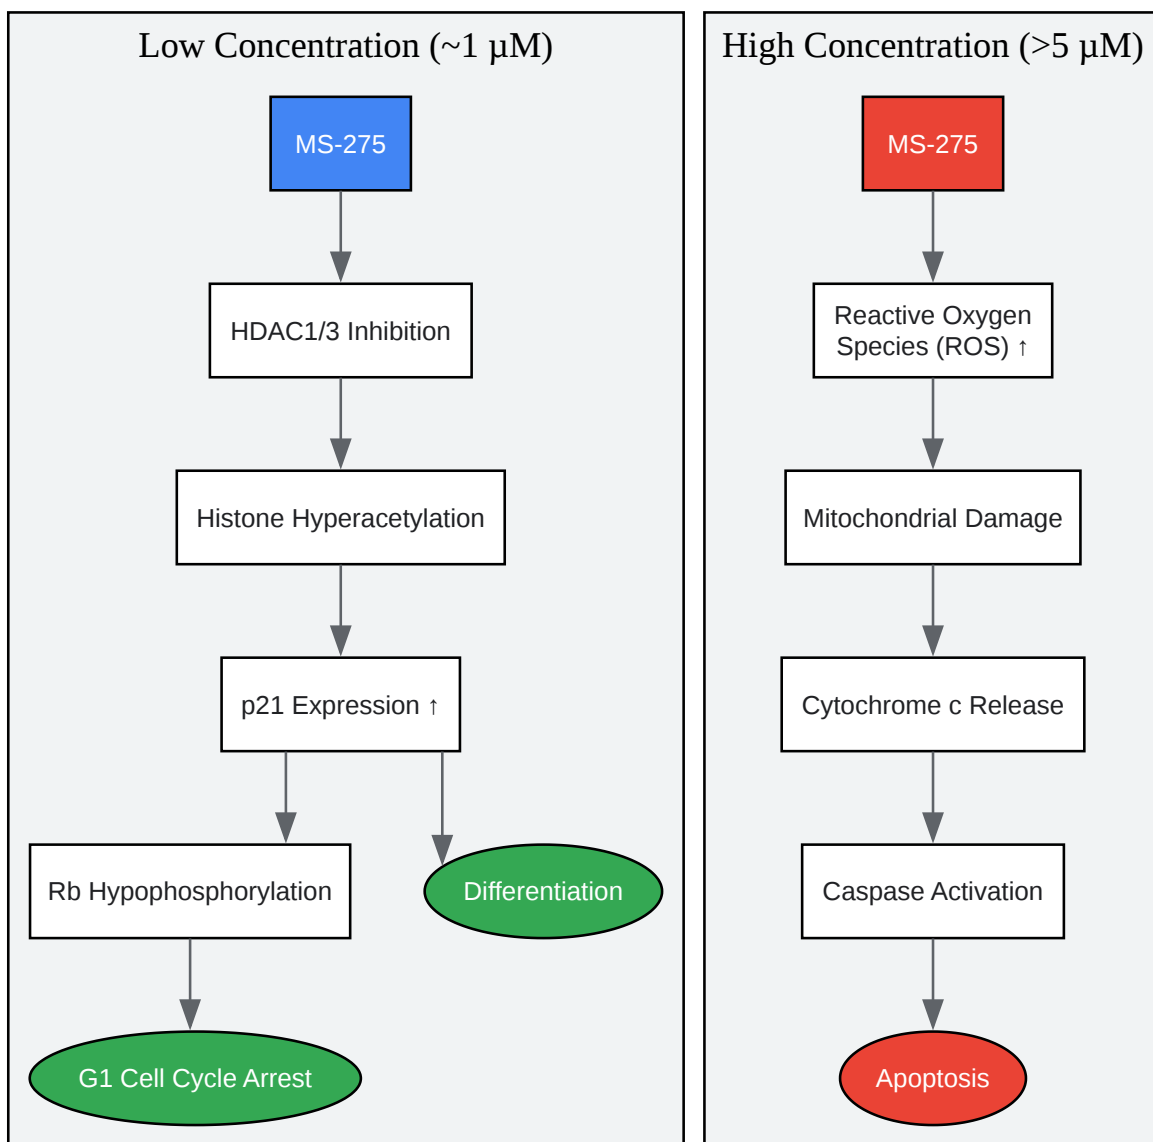 Low Concentration (~1 µM)
MS-275
HDAC1/3 Inhibition
Histone Hyperacetylation
p21 Expression ↑
Rb Hypophosphorylation
Differentiation
G1 Cell Cycle Arrest
High Concentration (>5 µM)
MS-275
Reactive Oxygen
Species (ROS) ↑
Mitochondrial Damage
Cytochrome c Release
Caspase Activation
Apoptosis